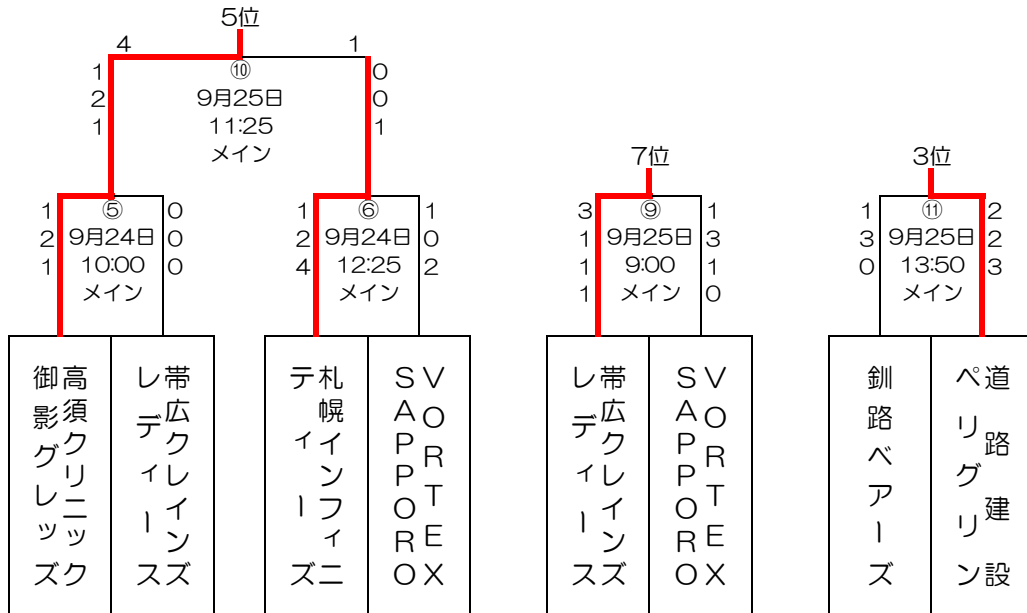 5位
4
1
⑩
9月25日
11:25
メイン
1
2
1
0
0
1
⑤
9月24日
10:00
メイン
1
2
1
0
0
0
⑥
9月24日
12:25
メイン
1
2
4
1
0
2
7位
⑨
9月25日
9:00
メイン
3
1
1
1
1
3
1
0
3位
⑪
9月25日
13:50
メイン
1
3
0
2
2
3
高須クリニック
御影グレッズ
帯広クレインズ
レディース
札幌インフィニ
ティーズ
VORTEX
SAPPORO
帯広クレインズ
レディース
VORTEX
SAPPORO
釧路ベアーズ
道路建設
ペリグリン